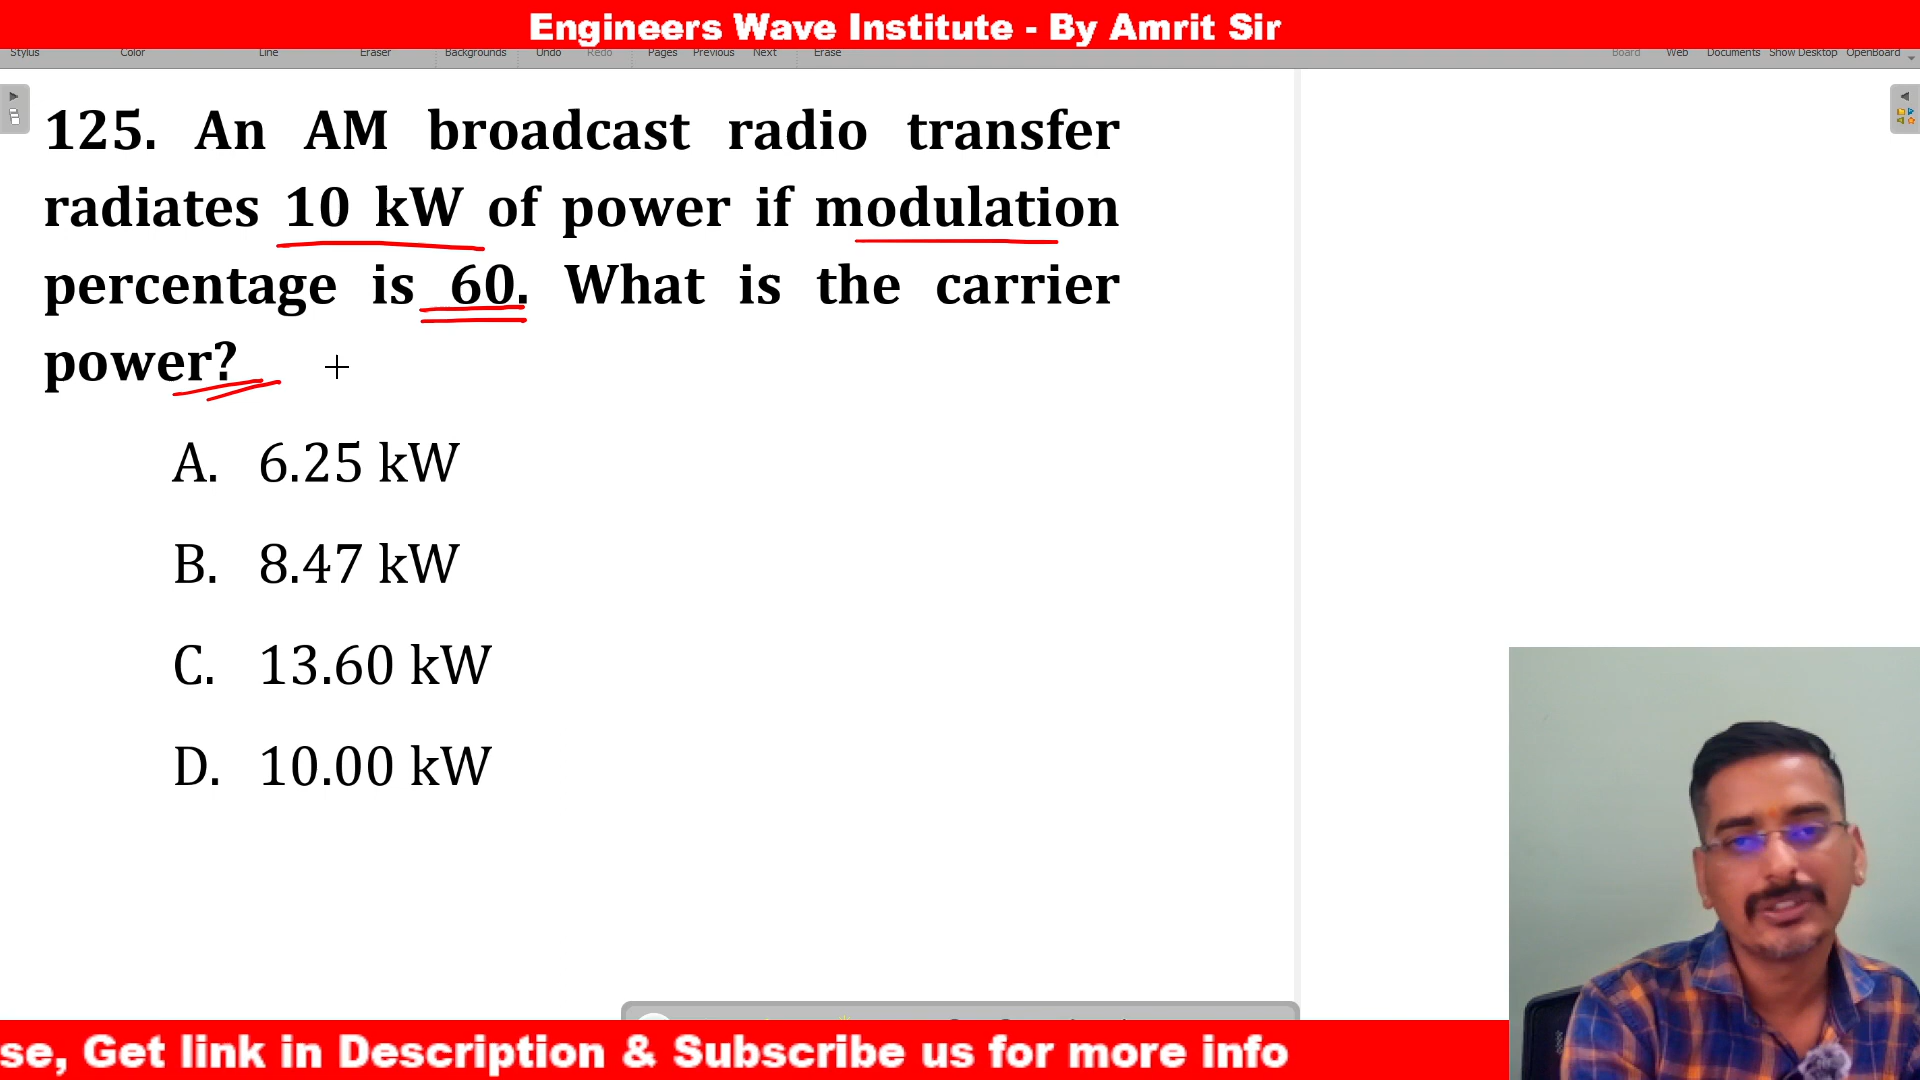 Engineers Wave Institute - By Amrit Sir
Stylus Color Line Eraser Backgrounds Undo Redo Pages Previous Next Erase Board Web Documents Show Desktop OpenBoard
125. An AM broadcast radio transfer
radiates 10 kW of power if modulation
percentage is 60. What is the carrier
power?
A. 6.25 kW
B. 8.47 kW
C. 13.60 kW
D. 10.00 kW
se, Get link in Description & Subscribe us for more info